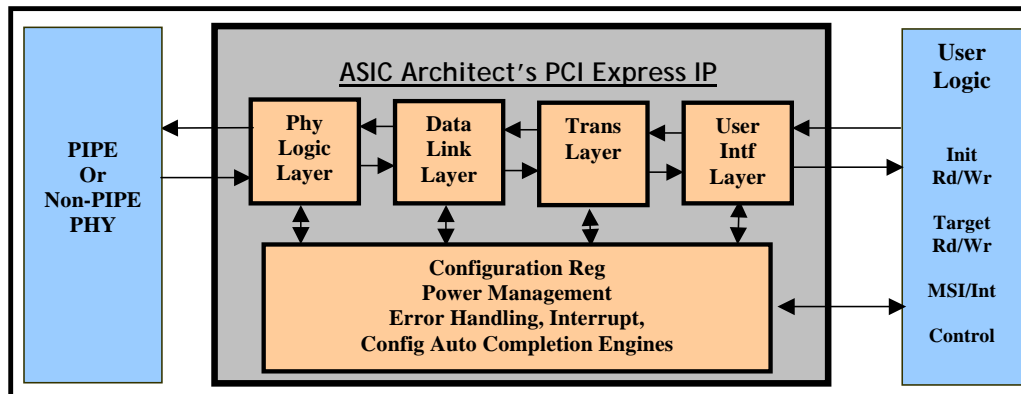 ASIC Architect's PCI Express IP
PIPE
Or
Non-PIPE
PHY
Phy
Logic
Layer
Data
Link
Layer
Trans
Layer
User
Intf
Layer
Configuration Reg
Power Management
Error Handling, Interrupt,
Config Auto Completion Engines
User
Logic
Init
Rd/Wr
Target
Rd/Wr
MSI/Int
Control